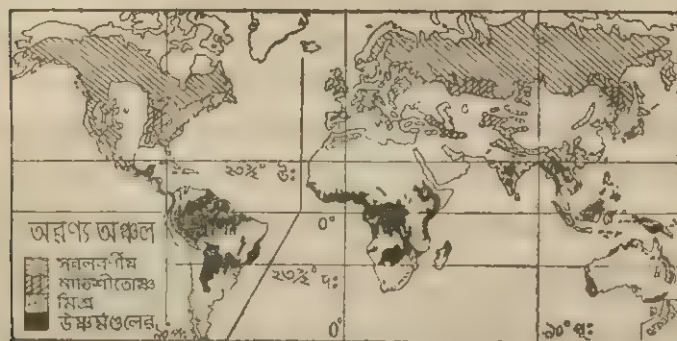 ২৩½° উঃ
0°
অরণ্য অঞ্চল
সরলবর্গীয়
নাতিশীতোষ্ণ
মিশ্র
উষ্ণমণ্ডলের
২৩½° দঃ
0°
৯০° পূঃ